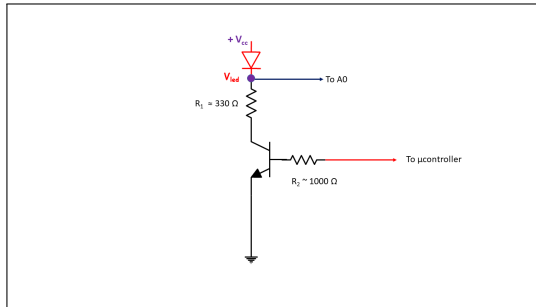 + Vcc
Vled
To A0
R1 = 330 Ω
To μcontroller
R2 ~ 1000 Ω